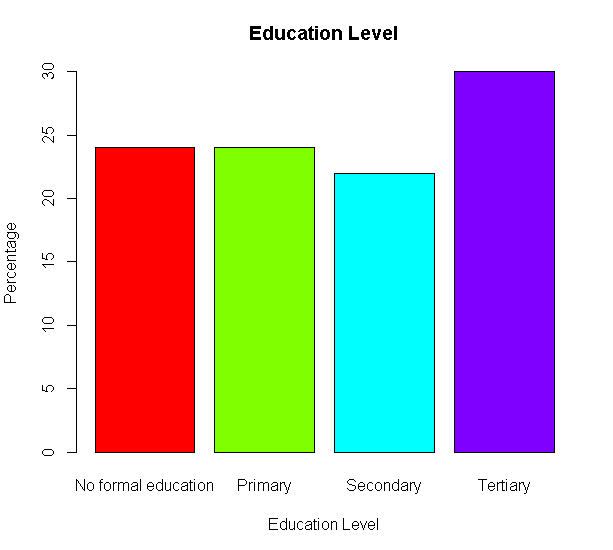 Education Level
30
25
20
15
10
5
0
Percentage
No formal education Primary Secondary Tertiary
Education Level